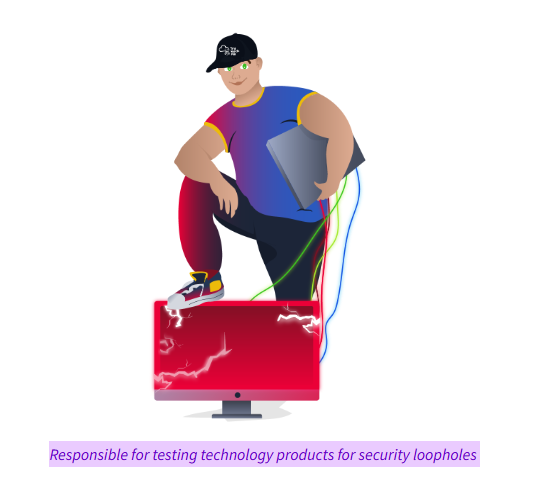 Responsible for testing technology products for security loopholes